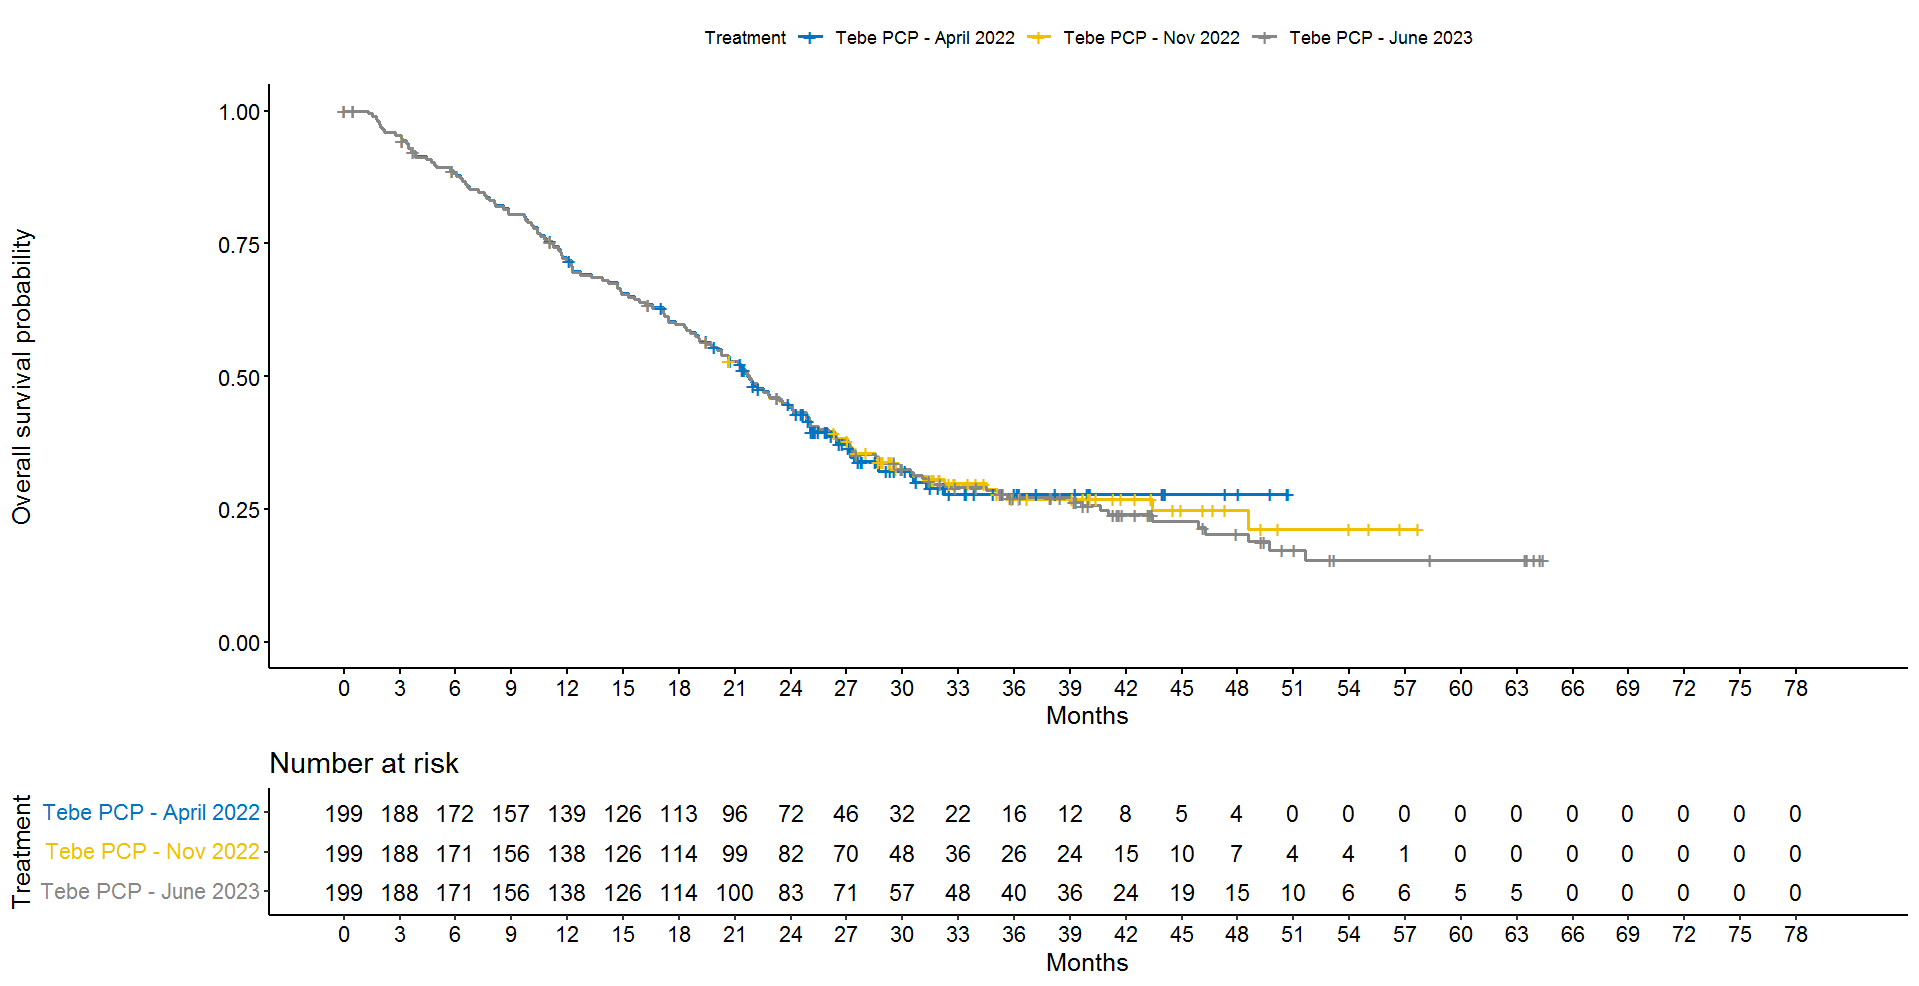 Treatment Tebe PCP - April 2022 Tebe PCP - Nov 2022 Tebe PCP - June 2023
Overall survival probability
1.00
0.75
0.50
0.25
0.00
0 3 6 9 12 15 18 21 24 27 30 33 36 39 42 45 48 51 54 57 60 63 66 69 72 75 78
Months
Number at risk
Treatment
Tebe PCP - April 2022 199 188 172 157 139 126 113 96 72 46 32 22 16 12 8 5 4 0 0 0 0 0 0 0 0 0 0
Tebe PCP - Nov 2022 199 188 171 156 138 126 114 99 82 70 48 36 26 24 15 10 7 4 4 1 0 0 0 0 0 0 0
Tebe PCP - June 2023 199 188 171 156 138 126 114 100 83 71 57 48 40 36 24 19 15 10 6 6 5 5 0 0 0 0 0
0 3 6 9 12 15 18 21 24 27 30 33 36 39 42 45 48 51 54 57 60 63 66 69 72 75 78
Months